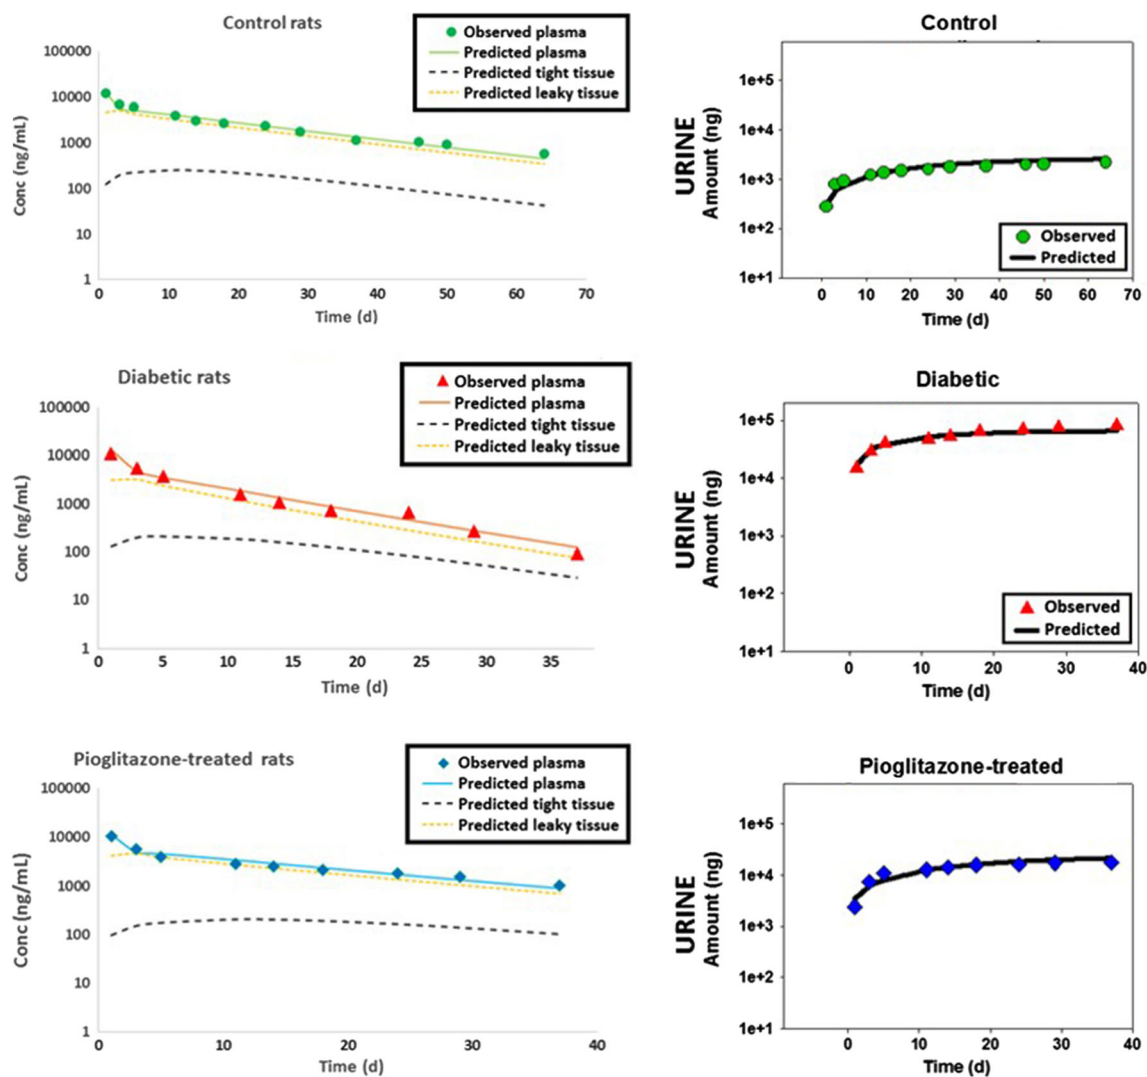 Control rats
Observed plasma
Predicted plasma
Predicted tight tissue
Predicted leaky tissue
Conc (ng/mL)
100000
10000
1000
100
10
1
0 10 20 30 40 50 60 70
Time (d)
Control
URINE
Amount (ng)
1e+5
1e+4
1e+3
1e+2
1e+1
Observed
Predicted
0 10 20 30 40 50 60 70
Time (d)
Diabetic rats
Observed plasma
Predicted plasma
Predicted tight tissue
Predicted leaky tissue
Conc (ng/mL)
100000
10000
1000
100
10
1
0 5 10 15 20 25 30 35
Time (d)
Diabetic
URINE
Amount (ng)
1e+5
1e+4
1e+3
1e+2
1e+1
Observed
Predicted
0 10 20 30 40
Time (d)
Pioglitazone-treated rats
Observed plasma
Predicted plasma
Predicted tight tissue
Predicted leaky tissue
Conc (ng/mL)
100000
10000
1000
100
10
1
0 10 20 30 40
Time (d)
Pioglitazone-treated
URINE
Amount (ng)
1e+5
1e+4
1e+3
1e+2
1e+1
Observed
Predicted
0 10 20 30 40
Time (d)